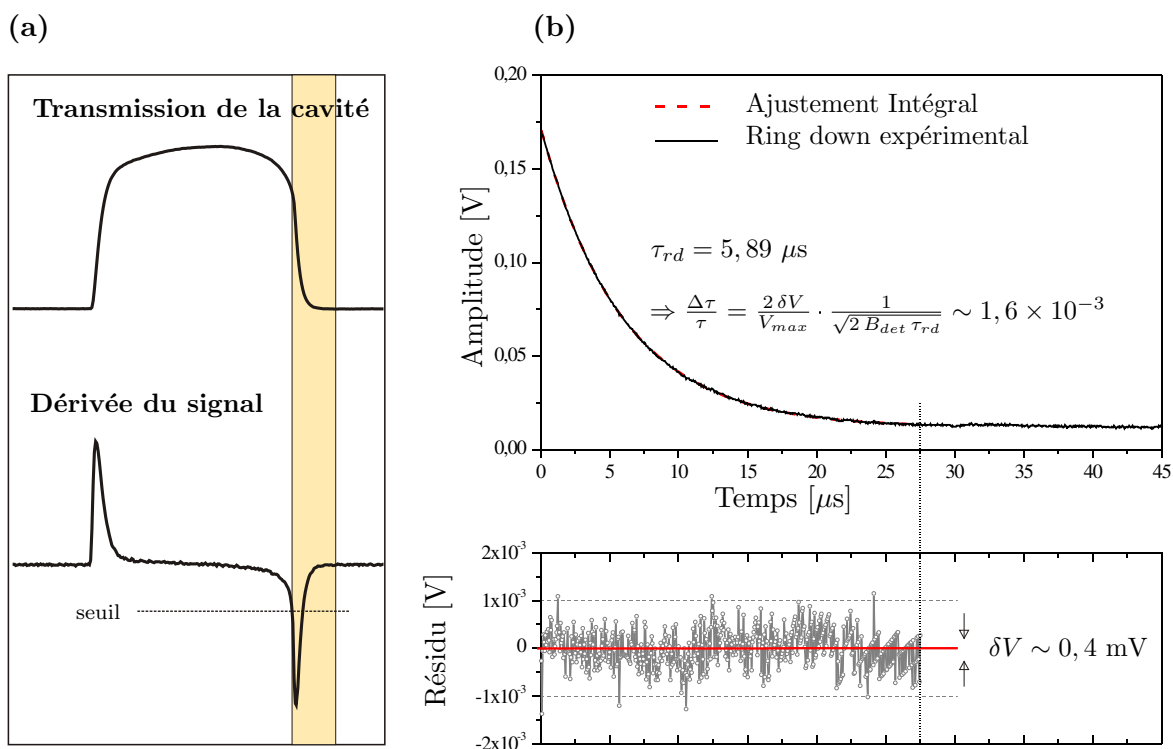 (a)
Transmission de la cavité
Dérivée du signal
seuil
(b)
0,20
0,15
0,10
0,05
0,00
Amplitude [V]
Ajustement Intégral
Ring down expérimental
τ_rd = 5, 89 μs
⇒ Δτ/τ = 2 δV/V_max · 1/√(2 B_det τ_rd) ∼ 1, 6 × 10⁻³
0 5 10 15 20 25 30 35 40 45
Temps [μs]
2x10⁻³
1x10⁻³
0
-1x10⁻³
-2x10⁻³
Résidu [V]
δV ∼ 0, 4 mV